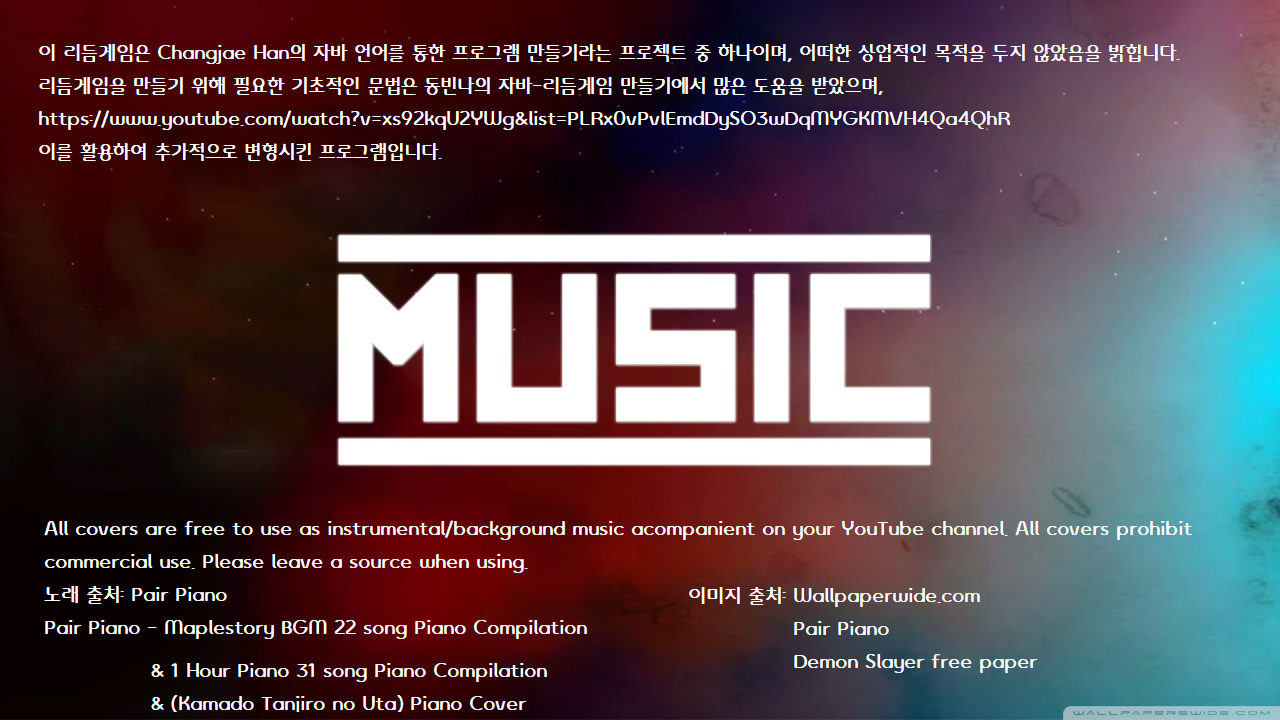 이 리듬게임은 Changjae Han의 자바 언어를 통한 프로그램 만들기라는 프로젝트 중 하나이며, 어떠한 상업적인 목적을 두지 않았음을 밝힙니다.
리듬게임을 만들기 위해 필요한 기초적인 문법은 동빈나의 자바-리듬게임 만들기에서 많은 도움을 받았으며,
https://www.youtube.com/watch?v=xs92kqU2YWg&list=PLRx0vPvlEmdDySO3wDqMYGKMVH4Qa4QhR
이를 활용하여 추가적으로 변형시킨 프로그램입니다.
MUSIC
All covers are free to use as instrumental/background music acompanient on your YouTube channel. All covers prohibit
commercial use. Please leave a source when using.
노래 출처: Pair Piano
Pair Piano - Maplestory BGM 22 song Piano Compilation
& 1 Hour Piano 31 song Piano Compilation
& (Kamado Tanjiro no Uta) Piano Cover
이미지 출처: Wallpaperwide.com
Pair Piano
Demon Slayer free paper
WALLPAPERSWIDE.COM